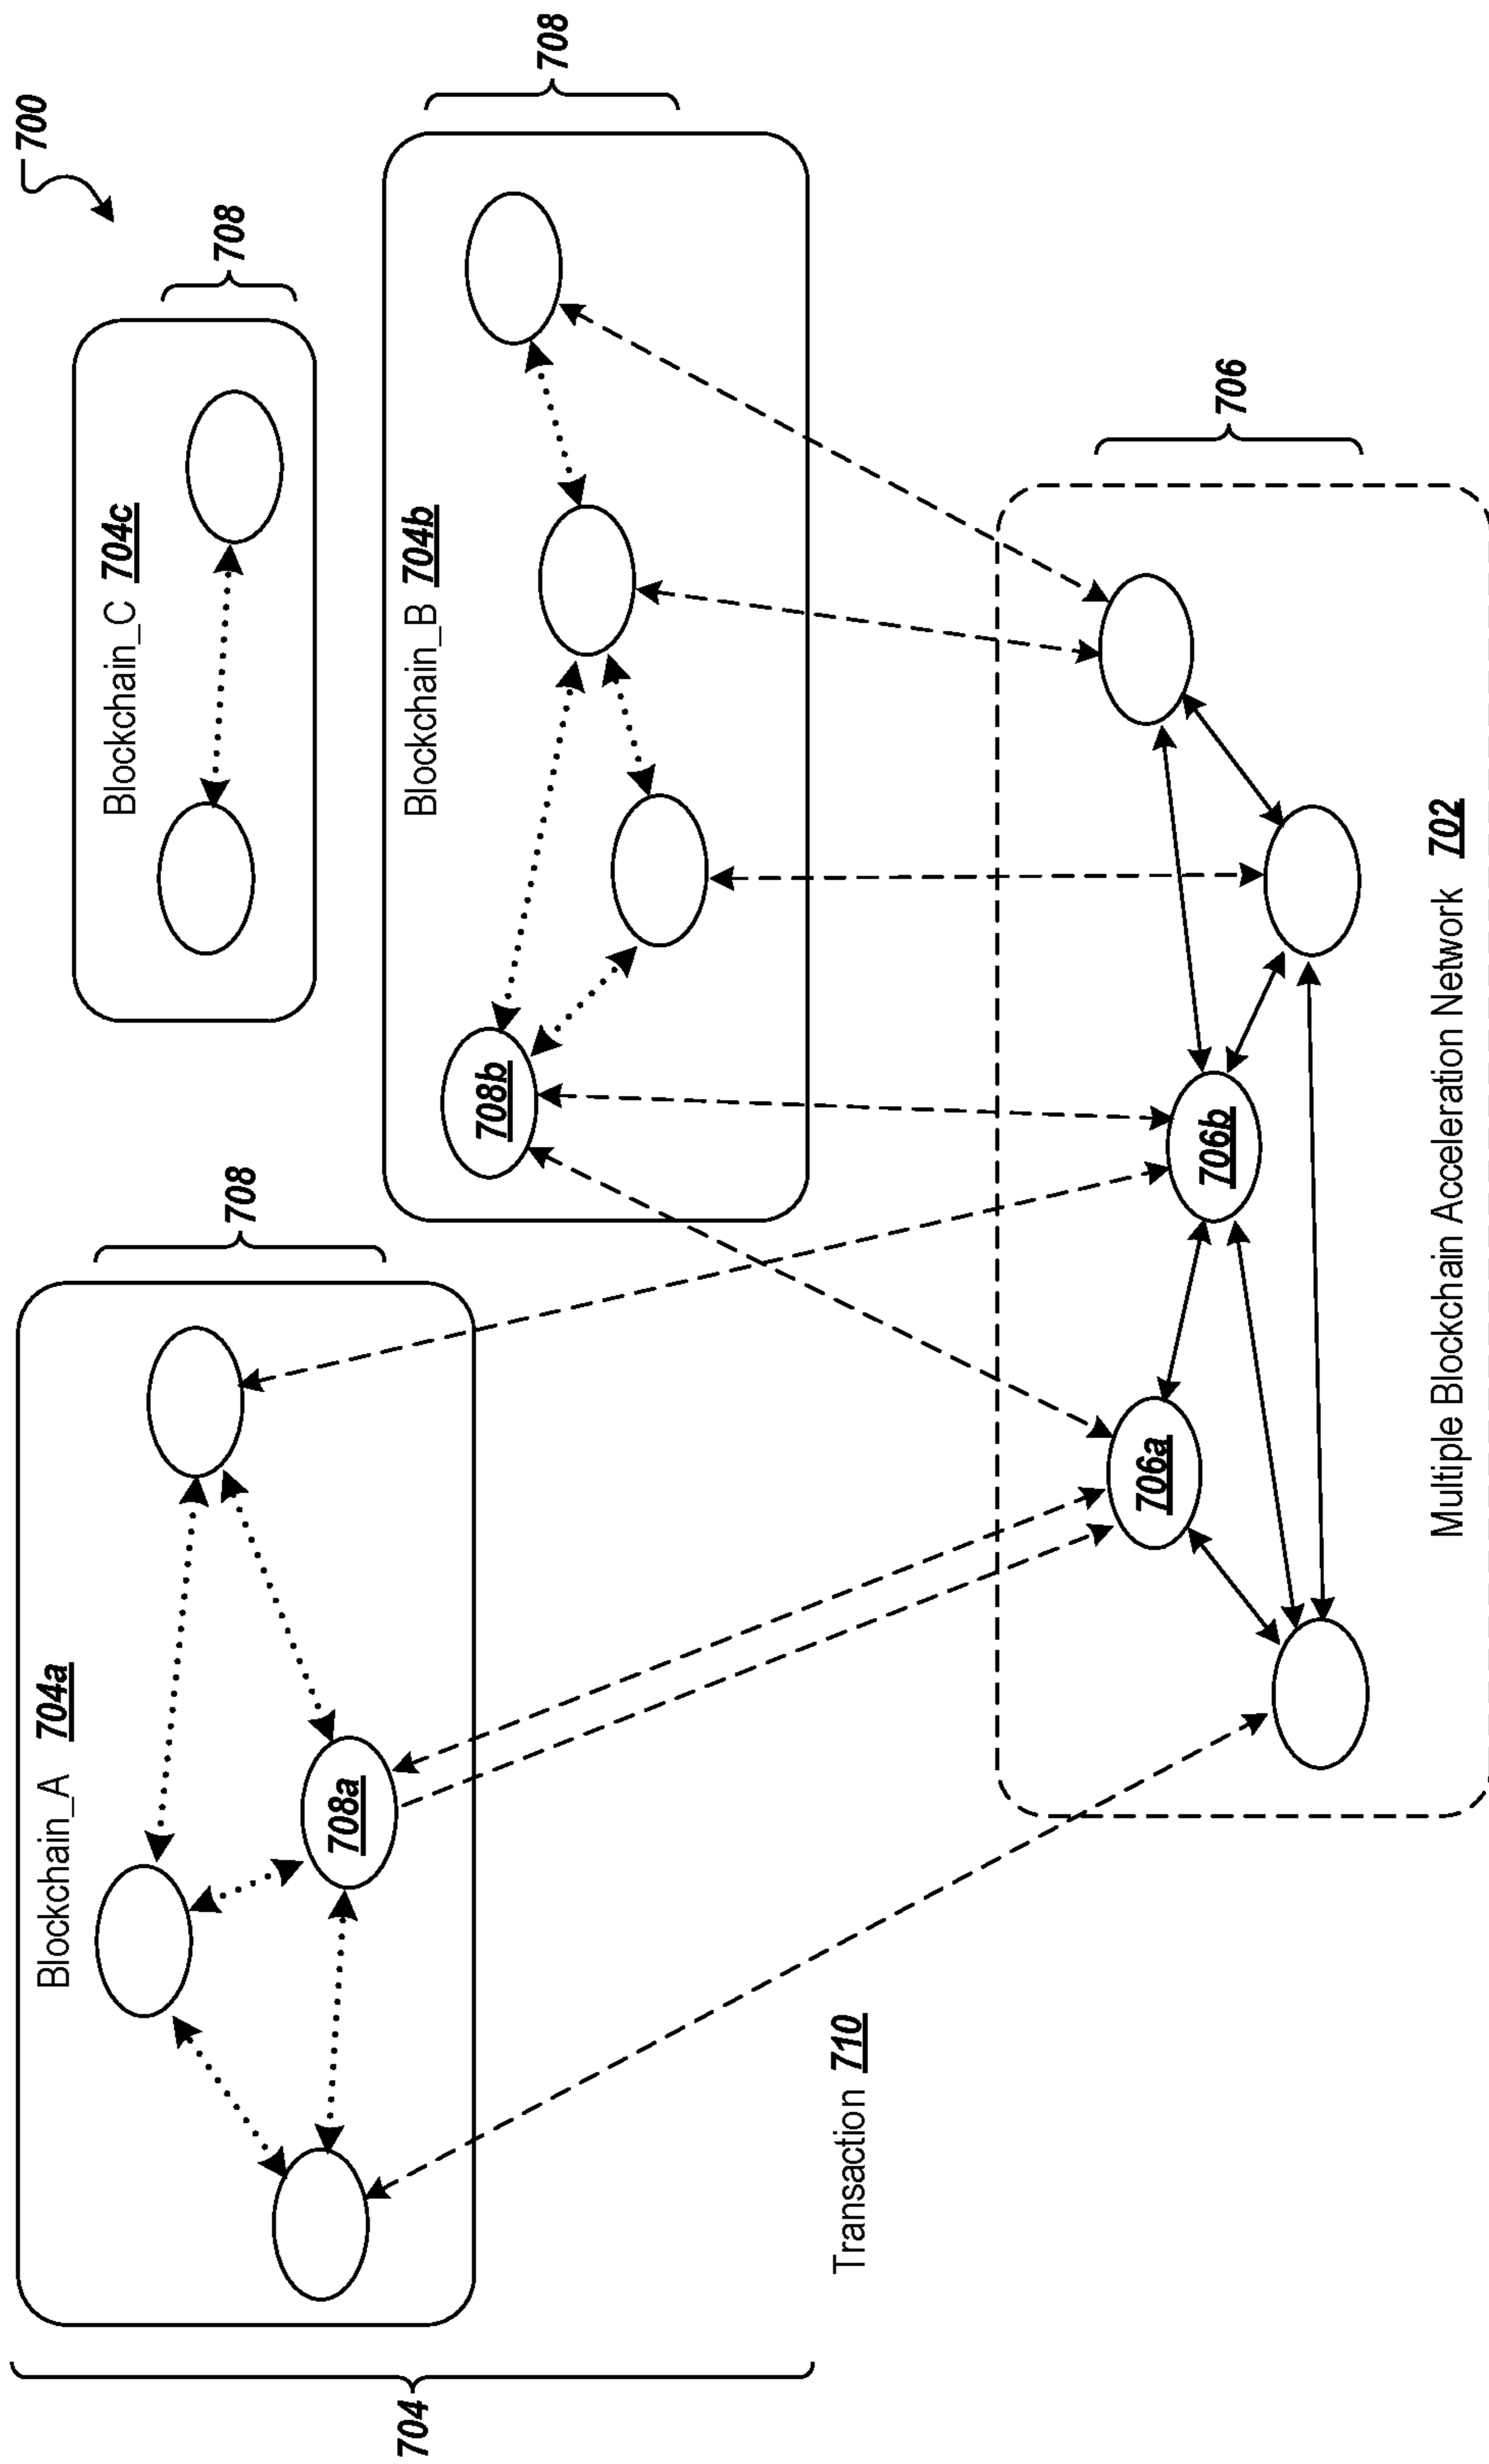 700
704
Blockchain_A 704a
708
708a
Blockchain_C 704c
708
Blockchain_B 704b
708
708b
Transaction 710
706
706a
706b
Multiple Blockchain Acceleration Network 702